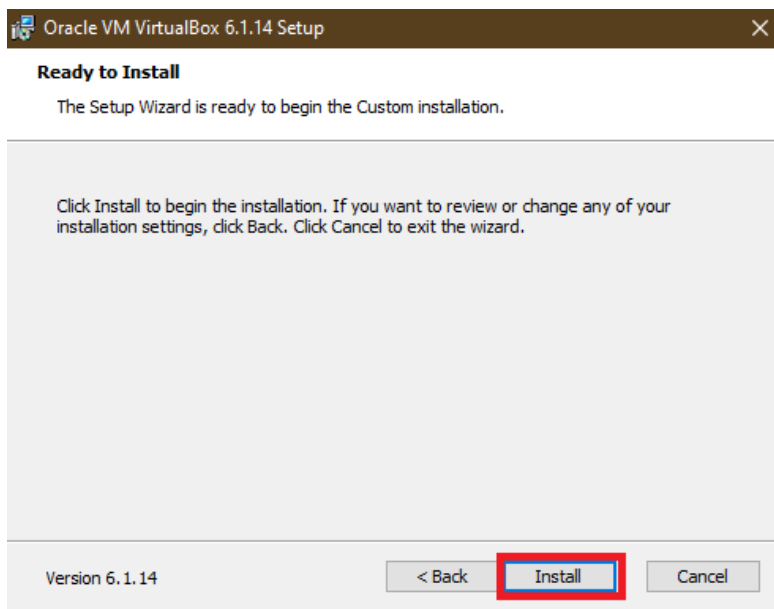 Oracle VM VirtualBox 6.1.14 Setup
Ready to Install
The Setup Wizard is ready to begin the Custom installation.
Click Install to begin the installation. If you want to review or change any of your
installation settings, click Back. Click Cancel to exit the wizard.
Version 6.1.14
< Back
Install
Cancel